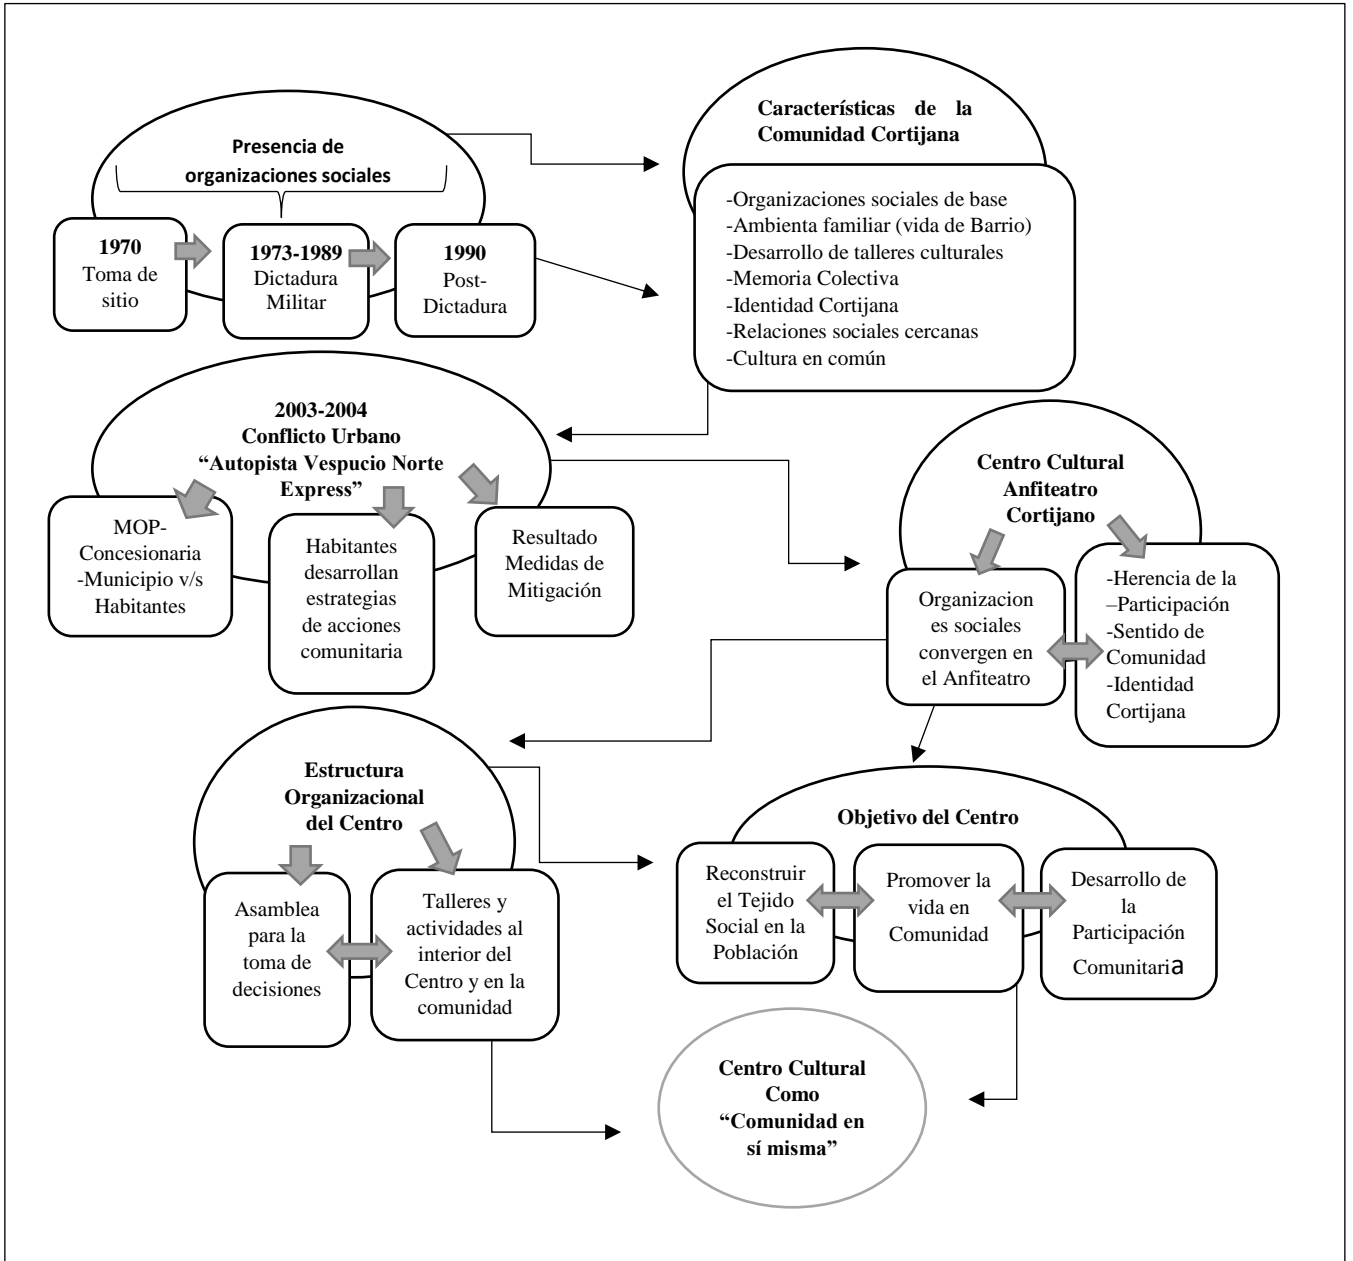 Presencia de
organizaciones sociales
1970
Toma de
sitio
1973-1989
Dictadura
Militar
1990
Post-
Dictadura
Característicias de la
Comunidad Cortijana
-Organizaciones sociales de base
-Ambienta familiar (vida de Barrio)
-Desarrollo de talleres culturales
-Memoria Colectiva
-Identidad Cortijana
-Relaciones sociales cercanas
-Cultura en común
2003-2004
Conflicto Urbano
“Autopista Vespucio Norte
Express”
MOP-
Concesionaria
-Municipio v/s
Habitantes
Habitantes
desarrollan
estrategias
de acciones
comunitaria
Resultado
Medidas de
Mitigación
Centro Cultural
Anfiteatro
Cortijano
Organizacion
es sociales
convergen en
el Anfiteatro
-Herencia de la
–Participación
-Sentido de
Comunidad
-Identidad
Cortijana
Estructura
Organizacional
del Centro
Asamblea
para la
toma de
decisiones
Talleres y
actividades al
interior del
Centro y en la
comunidad
Objetivo del Centro
Reconstruir
el Tejido
Social en la
Población
Promover la
vida en
Comunidad
Desarrollo de
la
Participación
Comunitaria
Centro Cultural
Como
“Comunidad en
sí misma”